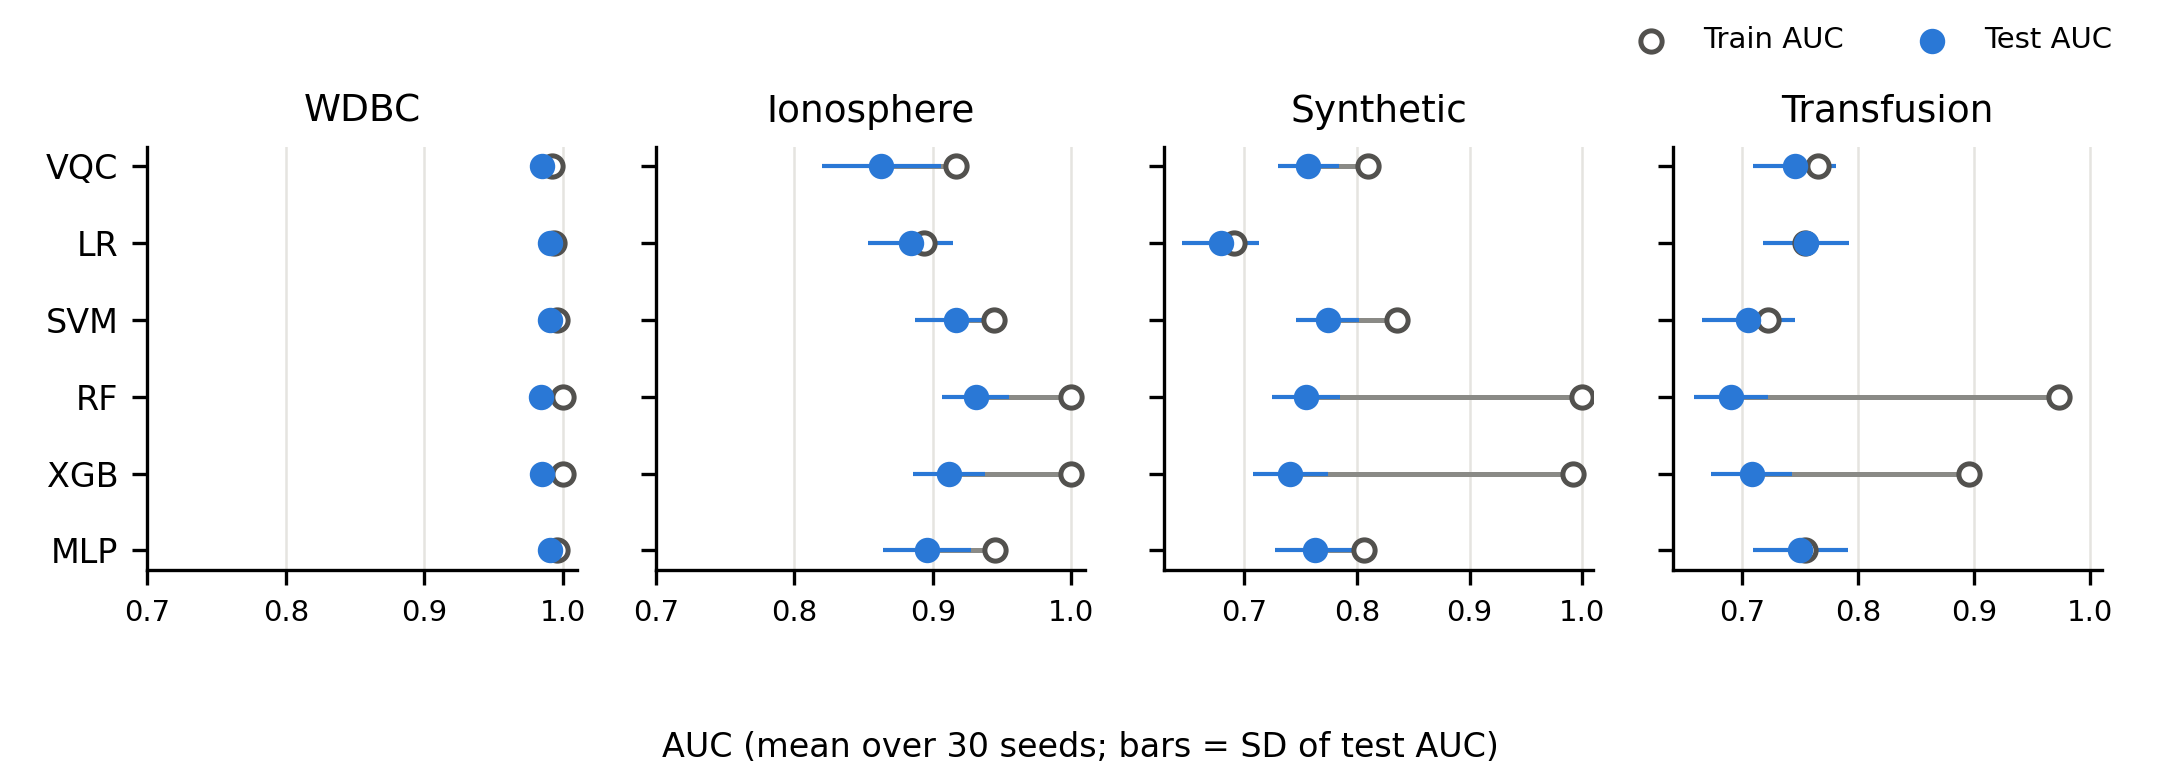 Train AUC Test AUC
WDBC Ionosphere Synthetic Transfusion
VQC
LR
SVM
RF
XGB
MLP
0.7 0.8 0.9 1.0 0.7 0.8 0.9 1.0 0.7 0.8 0.9 1.0 0.7 0.8 0.9 1.0
AUC (mean over 30 seeds; bars = SD of test AUC)